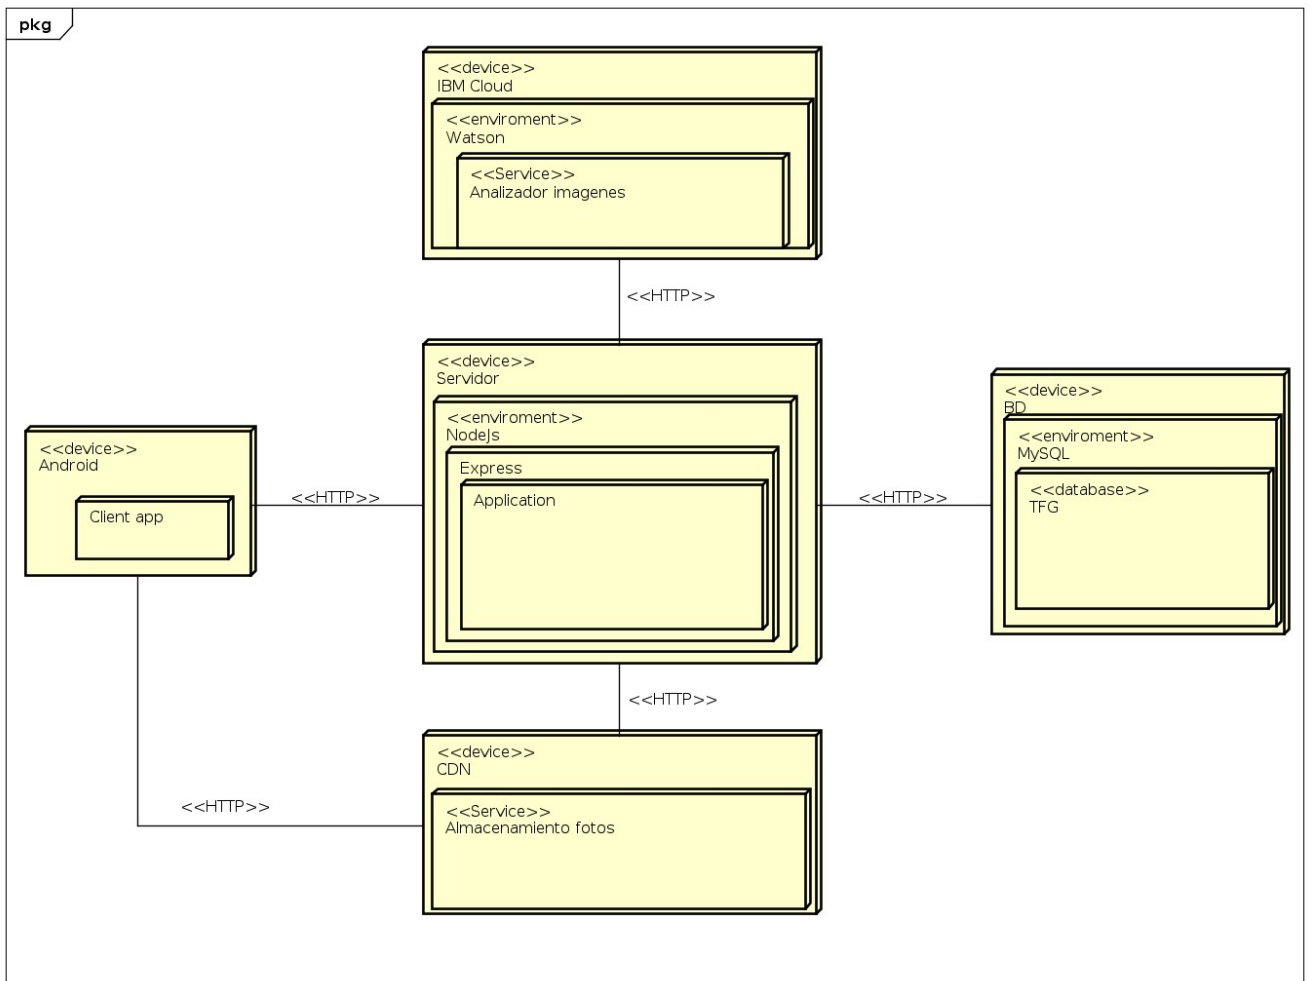 pkg
<<device>>
IBM Cloud
<<enviroment>>
Watson
<<Service>>
Analizador imagenes
<<HTTP>>
<<device>>
Servidor
<<enviroment>>
NodeJs
Express
Application
<<device>>
Android
Client app
<<HTTP>>
<<HTTP>>
<<device>>
BD
<<enviroment>>
MySQL
<<database>>
TFG
<<HTTP>>
<<HTTP>>
<<device>>
CDN
<<Service>>
Almacenamiento fotos